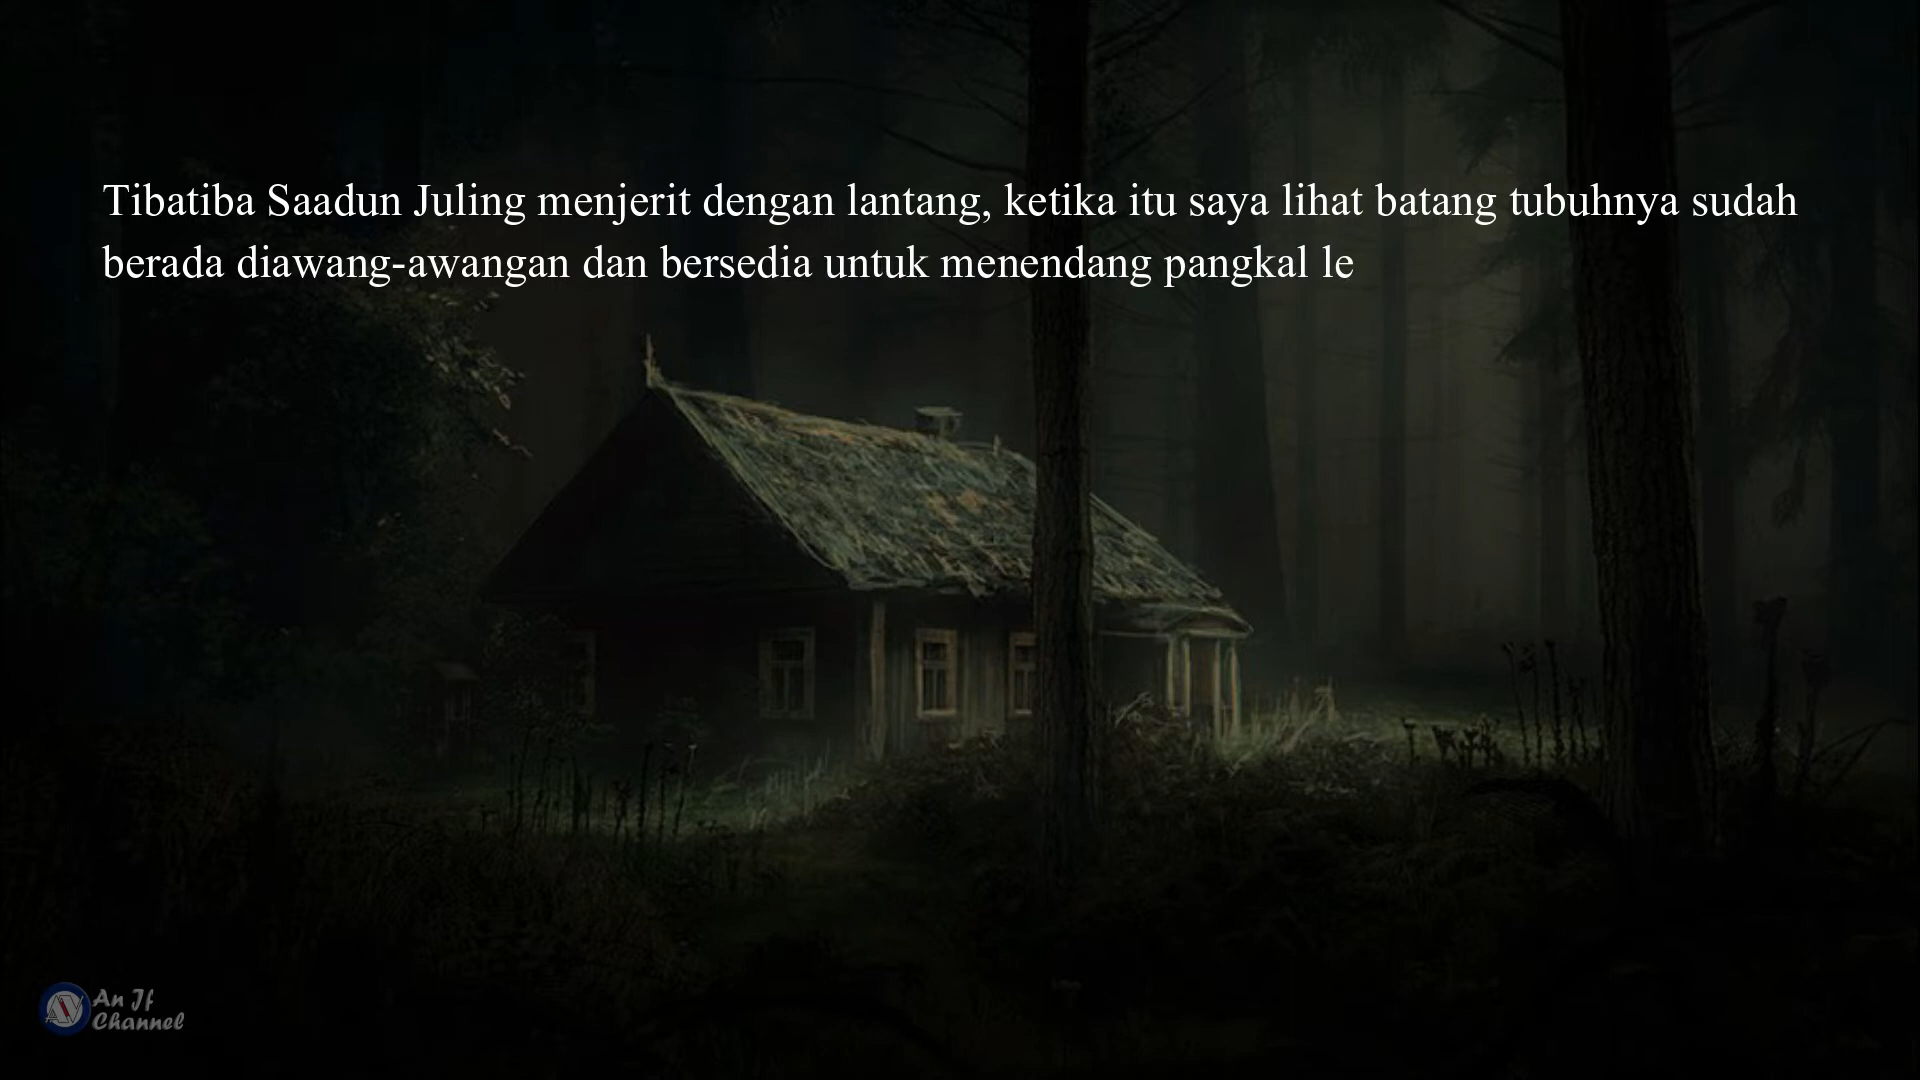 Tibatiba Saadun Juling menjerit dengan lantang, ketika itu saya lihat batang tubuhnya sudah
berada diawang-awangan dan bersedia untuk menendang pangkal le
An If
Channel